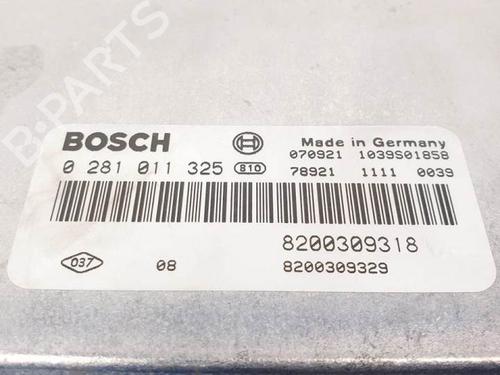 B-PARTS
BOSCH
Made in Germany
0 281 011 325 810
070921 1039S01858
78921 1111 0039
8200309318
037 08 8200309329